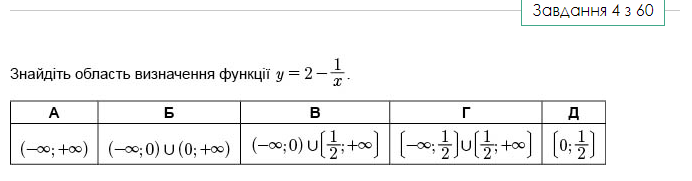 Завдання 4 з 60
Знайдіть область визначення функції y = 2 − 1/x.
А Б В Г Д
(−∞; +∞) (−∞; 0) ∪ (0; +∞) (−∞; 0) ∪ [1/2; +∞) (−∞; 1/2] ∪ [1/2; +∞) [0; 1/2]